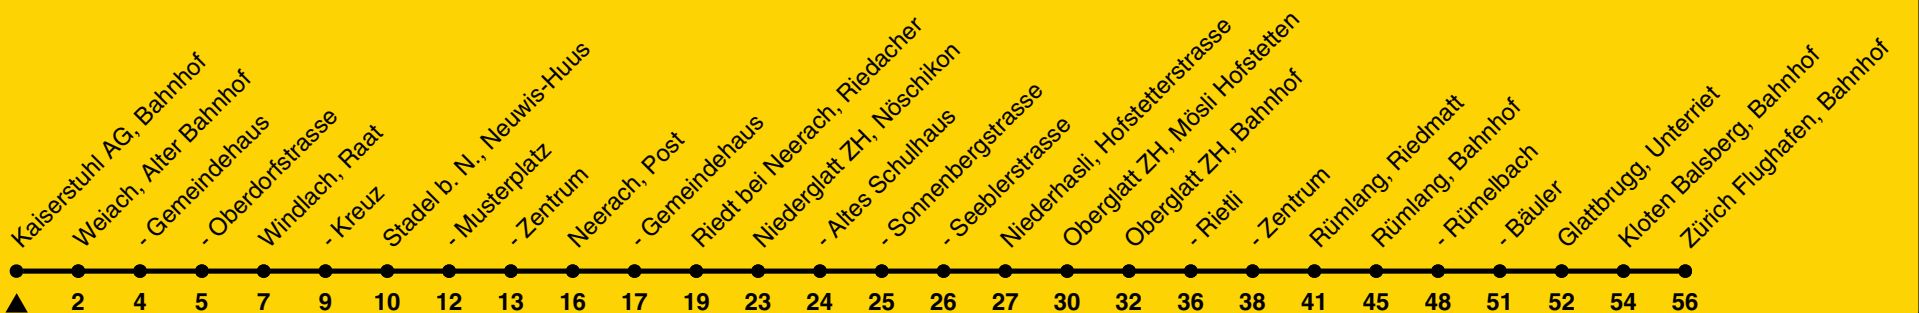 Kaiserstuhl AG, Bahnhof
Weiach, Alter Bahnhof
- Gemeindehaus
- Oberdorfstrasse
Windlach, Raat
- Kreuz
Stadel b. N., Neuwis-Huus
- Musterplatz
- Zentrum
Neerach, Post
- Gemeindehaus
Riedt bei Neerach, Riedacher
Niederglatt ZH, Nöschikon
- Altes Schulhaus
- Sonnenbergstrasse
- Seeblerstrasse
Niederhasli, Hofstetterstrasse
Oberglatt ZH, Mösli Hofstetten
Oberglatt ZH, Bahnhof
- Rietli
- Zentrum
Rümlang, Riedmatt
Rümlang, Bahnhof
- Rümelbach
- Bäuler
Glattbrugg, Unterriet
Kloten Balsberg, Bahnhof
Zürich Flughafen, Bahnhof
2 4 5 7 9 10 12 13 16 17 19 23 24 25 26 27 30 32 36 38 41 45 48 51 52 54 56